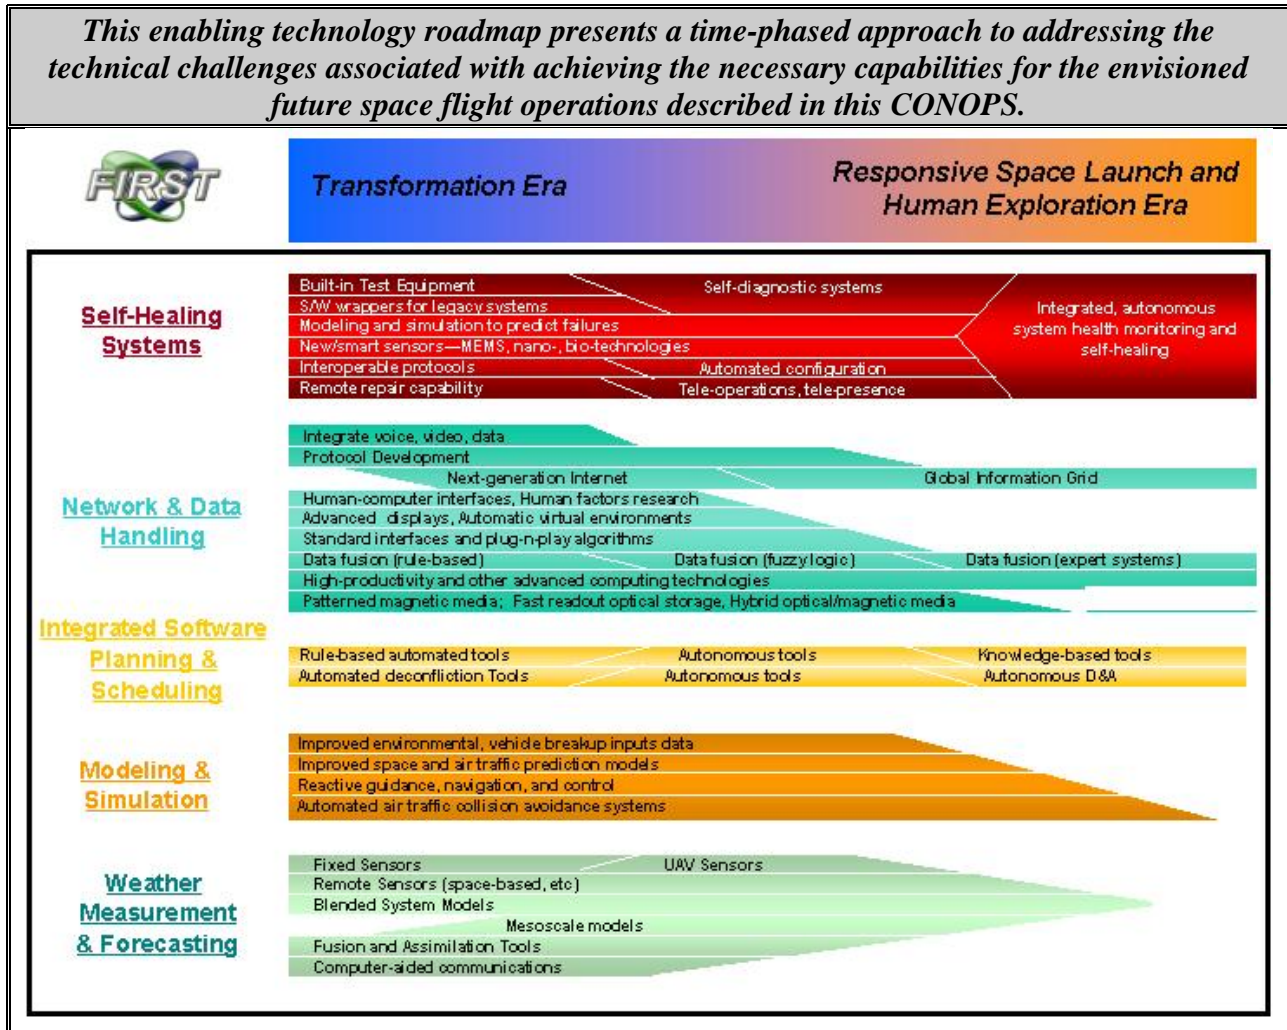 This enabling technology roadmap presents a time-phased approach to addressing the
technical challenges associated with achieving the necessary capabilities for the envisioned
future space flight operations described in this CONOPS.
FIRST
Transformation Era
Responsive Space Launch and
Human Exploration Era
Self-Healing
Systems
Built-in Test Equipment
Self-diagnostic systems
S/W wrappers for legacy systems
Modeling and simulation to predict failures
New/smart sensors—MEMS, nano-, bio-technologies
Interoperable protocols
Automated configuration
Remote repair capability
Tele-operations, tele-presence
Integrated, autonomous
system health monitoring and
self-healing
Network & Data
Handling
Integrate voice, video, data
Protocol Development
Next-generation Internet
Global Information Grid
Human-computer interfaces, Human factors research
Advanced displays, Automatic virtual environments
Standard interfaces and plug-n-play algorithms
Data fusion (rule-based)
Data fusion (fuzzy logic)
Data fusion (expert systems)
High-productivity and other advanced computing technologies
Patterned magnetic media; Fast readout optical storage, Hybrid optical/magnetic media
Integrated Software
Planning &
Scheduling
Rule-based automated tools
Autonomous tools
Knowledge-based tools
Automated deconfliction Tools
Autonomous tools
Autonomous D&A
Modeling &
Simulation
Improved environmental, vehicle breakup inputs data
Improved space and air traffic prediction models
Reactive guidance, navigation, and control
Automated air traffic collision avoidance systems
Weather
Measurement
& Forecasting
Fixed Sensors
UAV Sensors
Remote Sensors (space-based, etc)
Blended System Models
Mesoscale models
Fusion and Assimilation Tools
Computer-aided communications